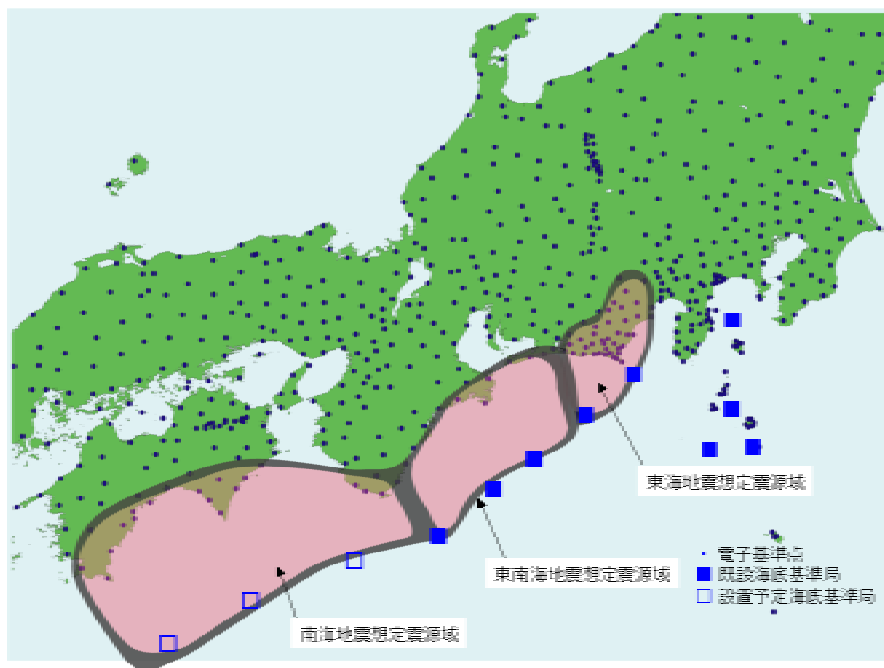 東海地震想定震源域
電子基準点
東南海地震想定震源域
既設海底基準局
設置予定海底基準局
南海地震想定震源域